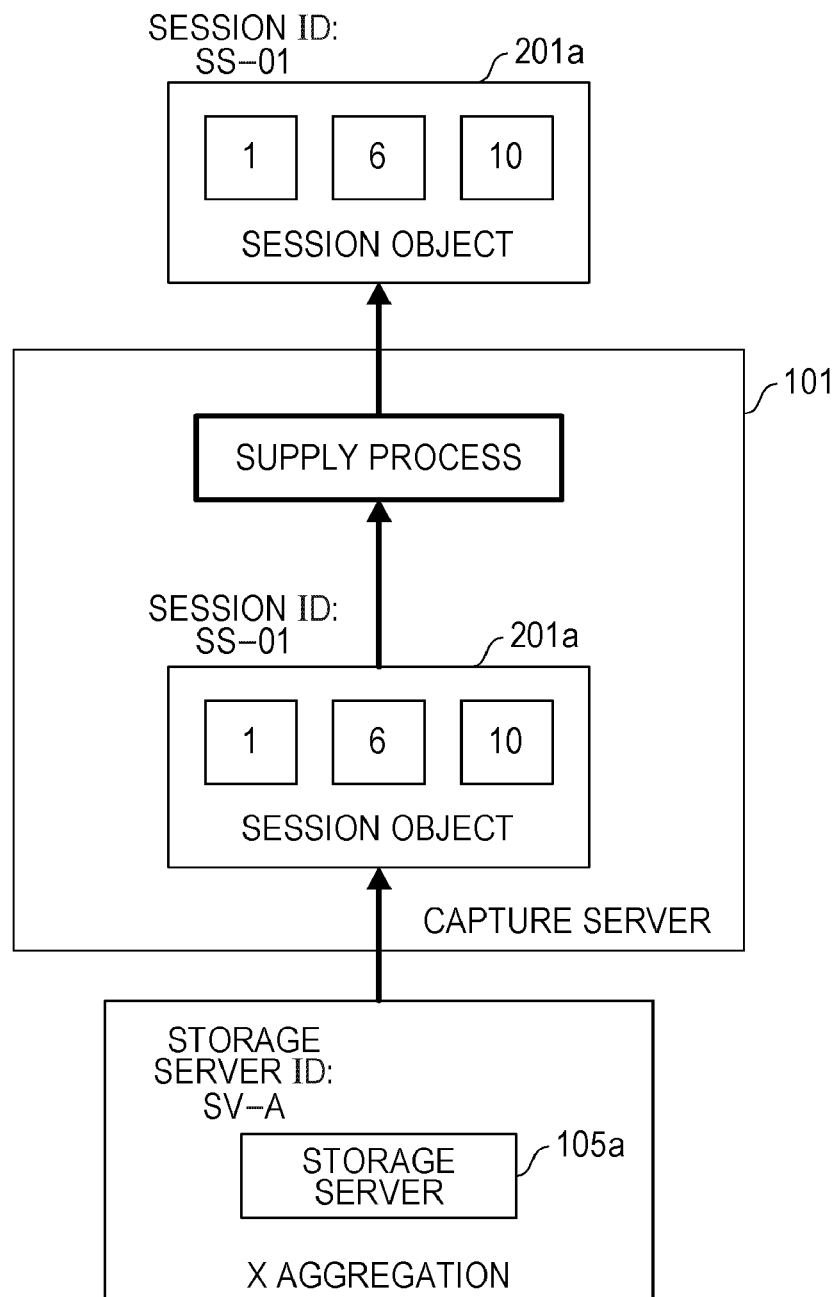 SESSION ID:
SS-01
201a
1 6 10
SESSION OBJECT
101
SUPPLY PROCESS
SESSION ID:
SS-01
201a
1 6 10
SESSION OBJECT
CAPTURE SERVER
STORAGE
SERVER ID:
SV-A
105a
STORAGE
SERVER
X AGGREGATION